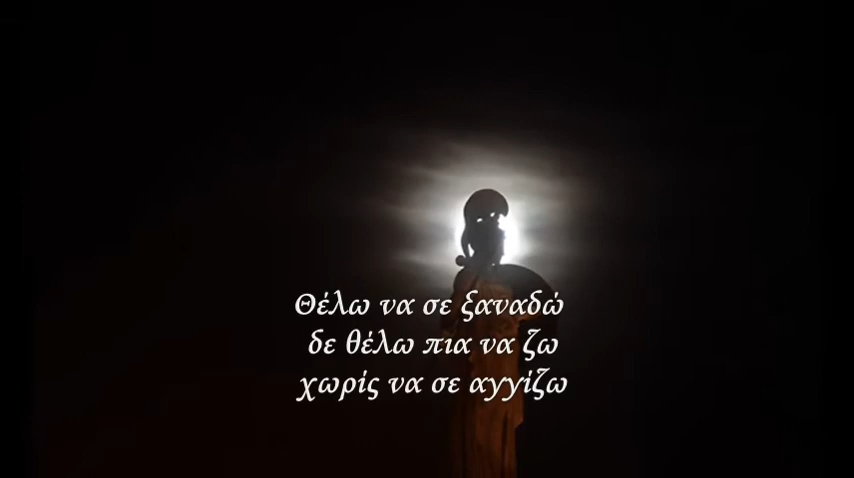 Θέλω να σε ξαναδώ
δε θέλω πια να ζω
χωρίς να σε αγγίζω